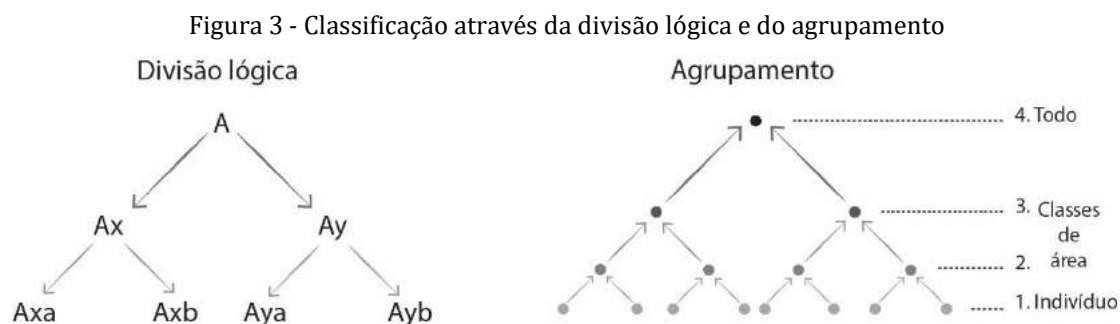 Figura 3 - Classificação através da divisão lógica e do agrupamento
Divisão lógica
A
Ax Ay
Axa Axb Aya Ayb
Agrupamento
4. Todo
3. Classes
de
2. área
1. Indivíduo